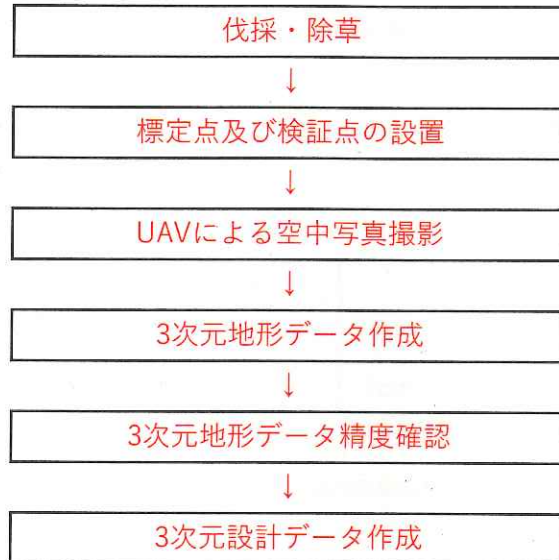 伐採・除草
↓
標定点及び検証点の設置
↓
UAVによる空中写真撮影
↓
3次元地形データ作成
↓
3次元地形データ精度確認
↓
3次元設計データ作成